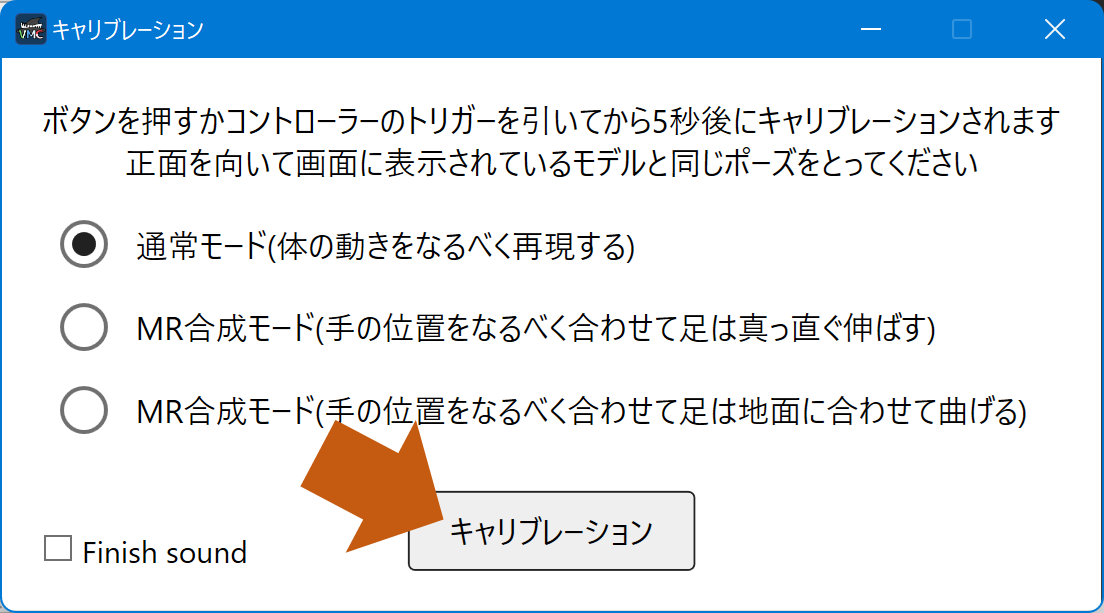 VMC キャリブレーション
ボタンを押すかコントローラーのトリガーを引いてから5秒後にキャリブレーションされます
正面を向いて画面に表示されているモデルと同じポーズをとってください
通常モード(体の動きをなるべく再現する)
MR合成モード(手の位置をなるべく合わせて足は真っ直ぐ伸ばす)
MR合成モード(手の位置をなるべく合わせて足は地面に合わせて曲げる)
キャリブレーション
Finish sound